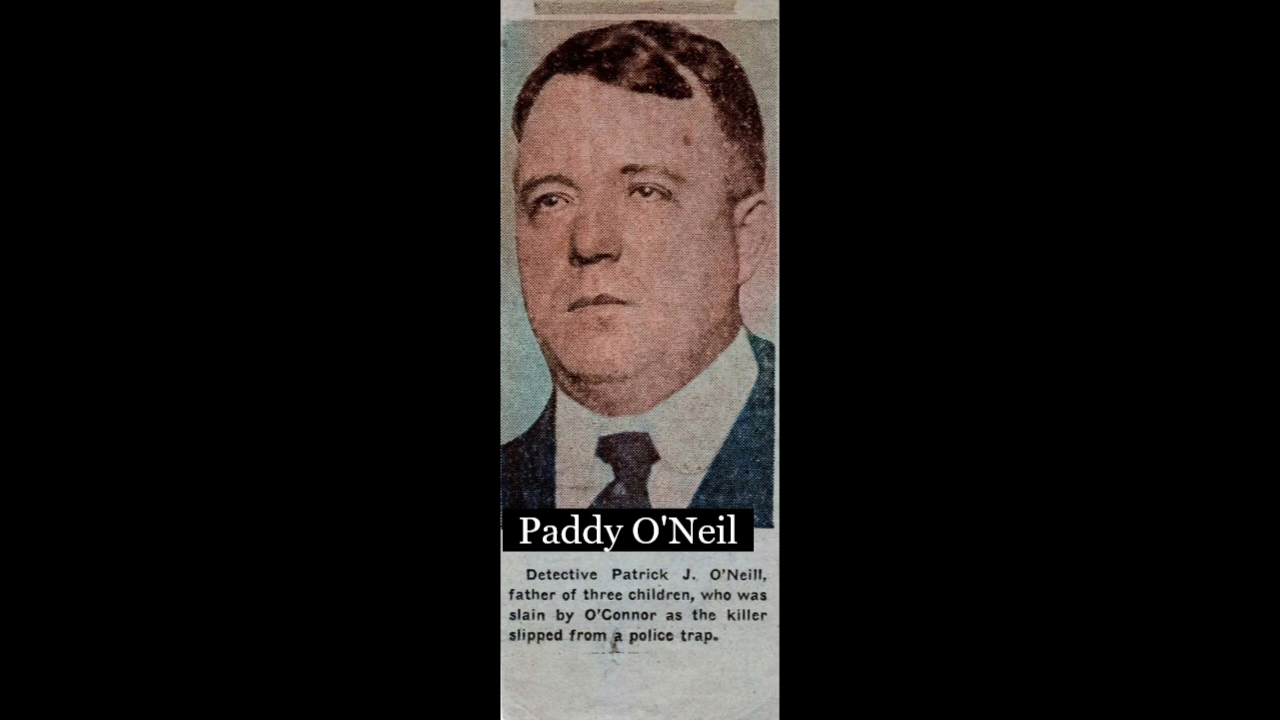 Paddy O'Neil
Detective Patrick J. O'Neill,
father of three children, who was
slain by O'Connor as the killer
slipped from a police trap.